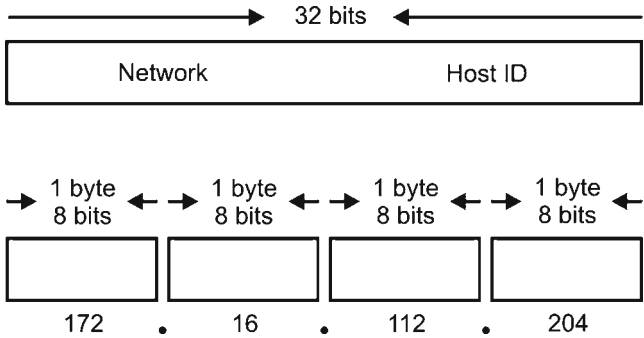 32 bits
Network Host ID
1 byte 1 byte 1 byte 1 byte
8 bits 8 bits 8 bits 8 bits
172 . 16 . 112 . 204